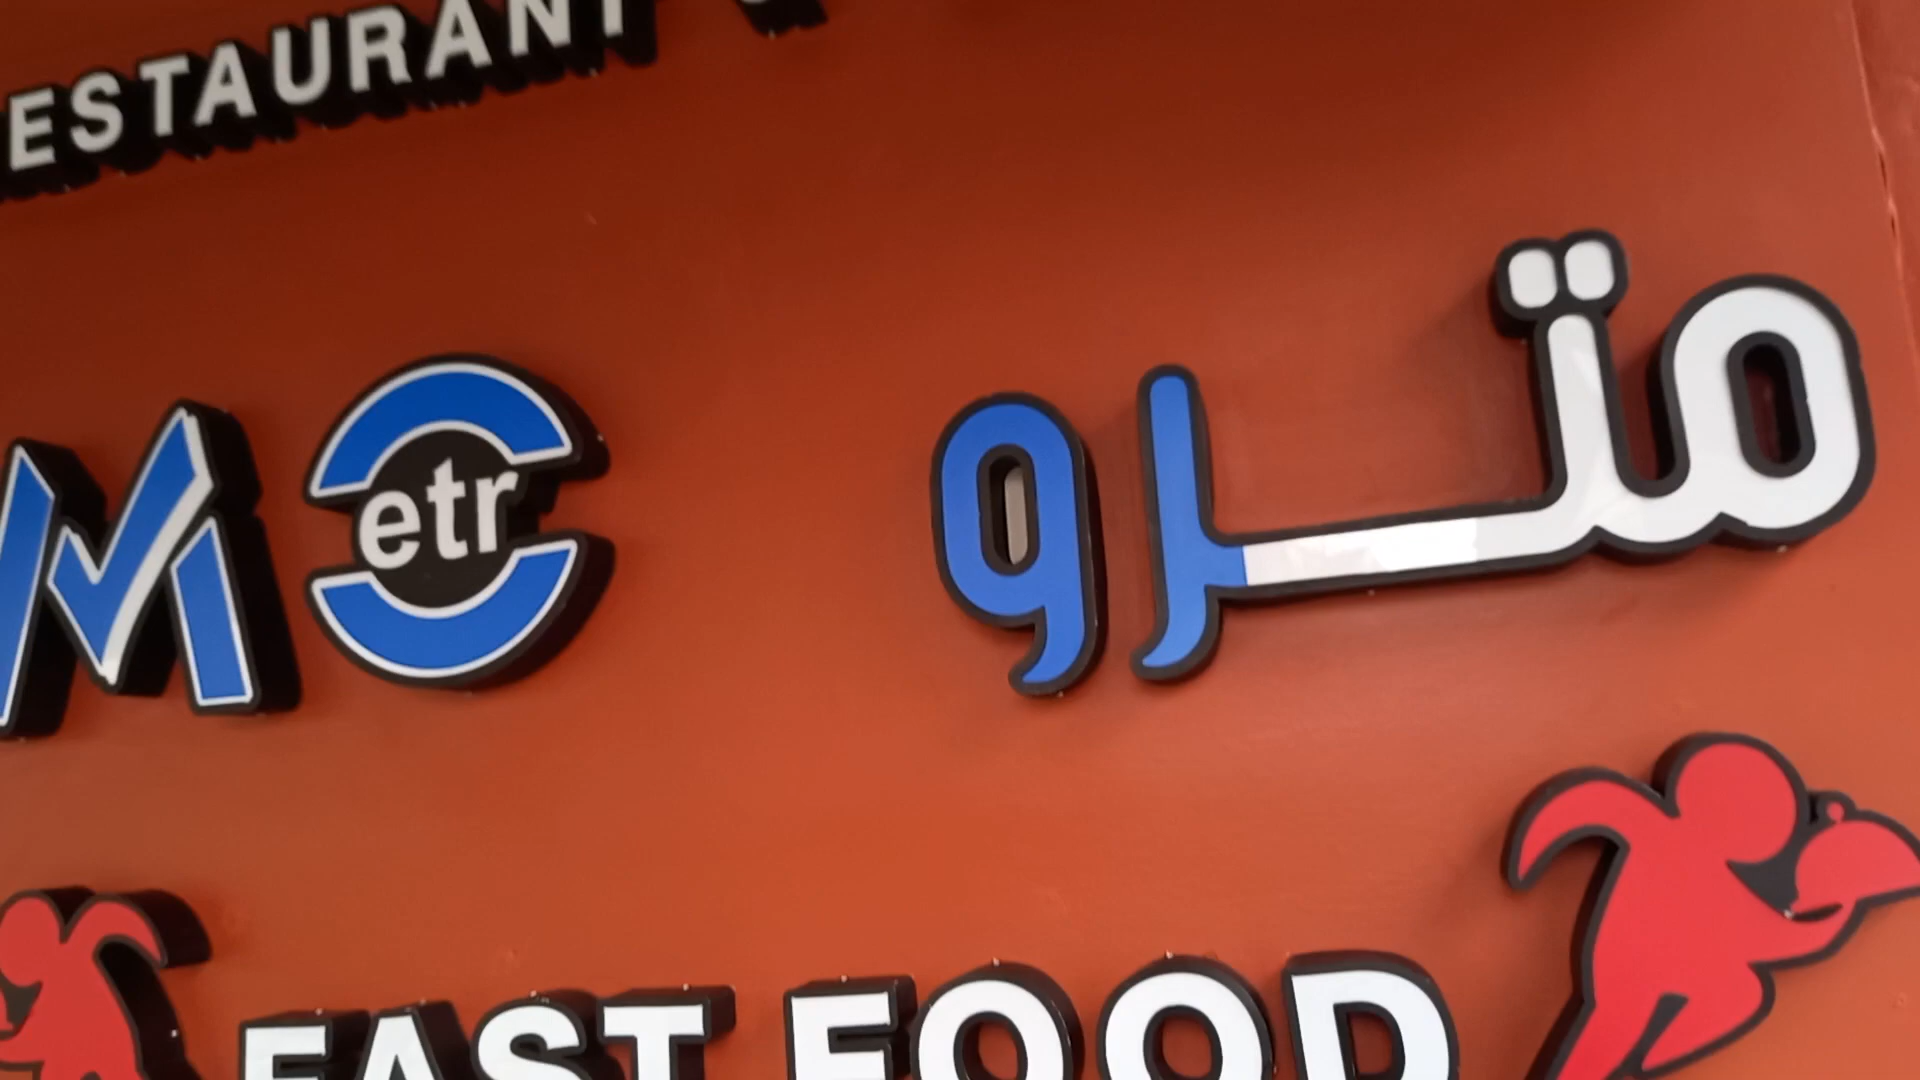 ESTAURANT
M etr
مترو
FAST FOOD